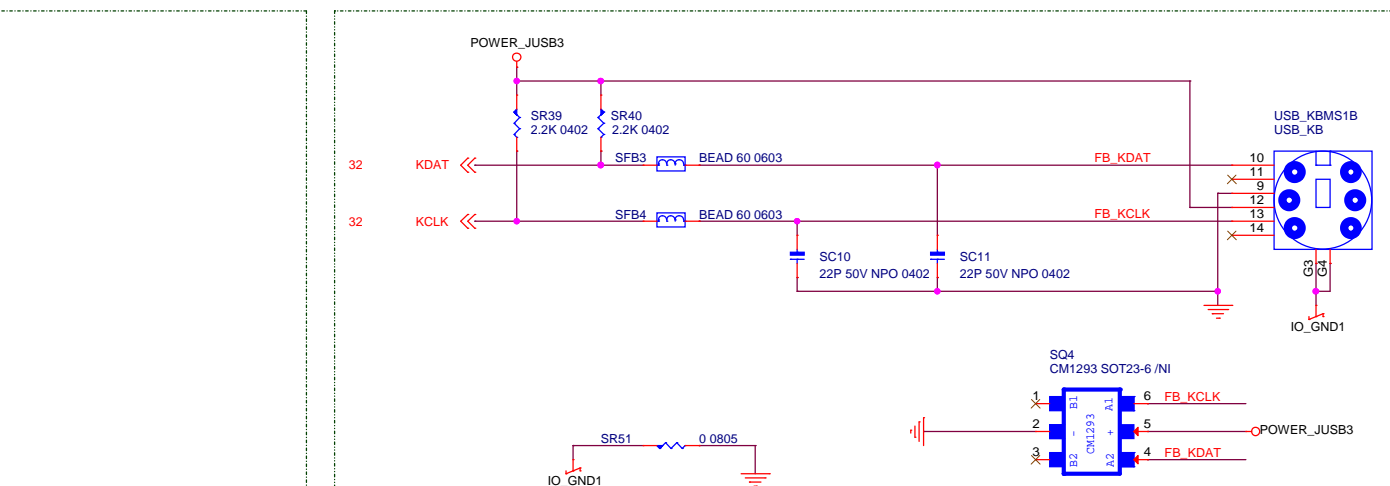 POWER_JUSB3
SR39
2.2K 0402
SR40
2.2K 0402
USB_KBMS1B
USB_KB
32
KDAT
SFB3
BEAD 60 0603
FB_KDAT
10
11
9
12
13
14
32
KCLK
SFB4
BEAD 60 0603
FB_KCLK
SC10
22P 50V NPO 0402
SC11
22P 50V NPO 0402
G3
G4
IO_GND1
SQ4
CM1293 SOT23-6 /NI
1
B1
A1
6
FB_KCLK
2
-
CM1293
+
5
POWER_JUSB3
3
B2
A2
4
FB_KDAT
SR51
0 0805
IO_GND1